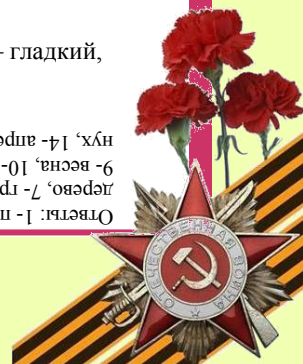 – гладкий,
Ответы: 1- п
дерево, 7- гр
9- весна, 10-
нух, 14- апре
ОТЕЧЕСТВЕННАЯ ВОЙНА